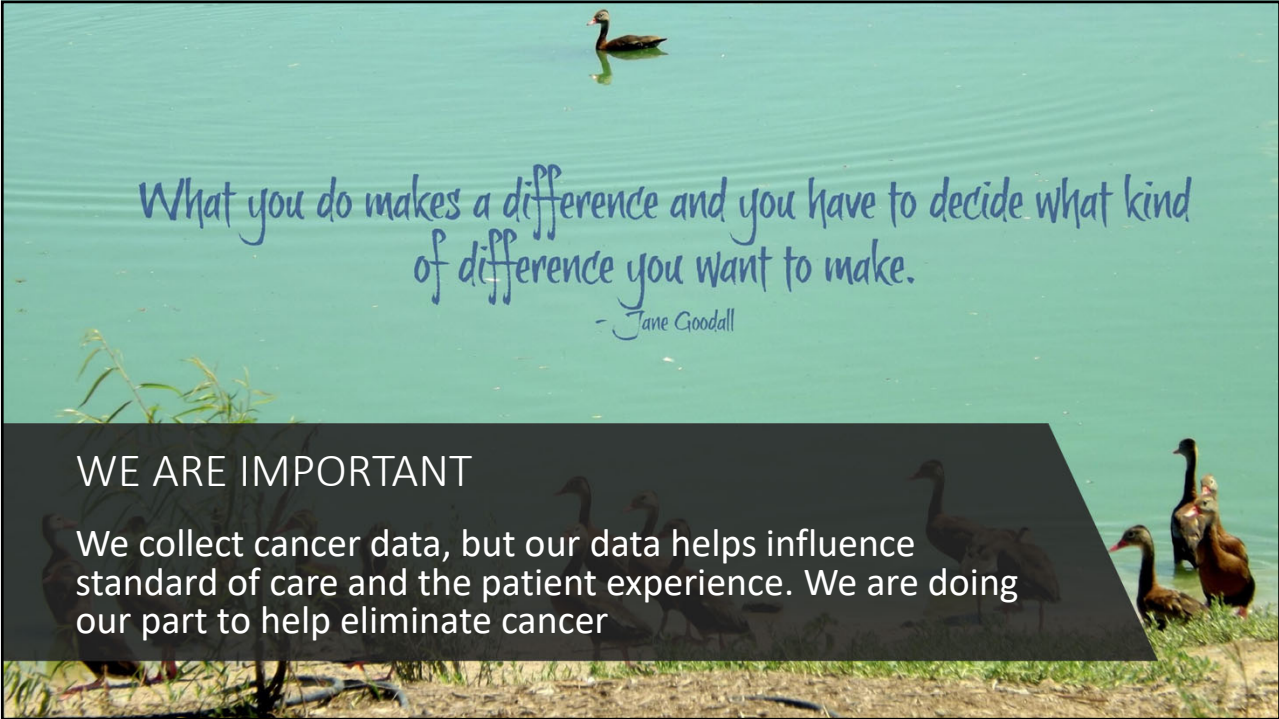 What you do makes a difference and you have to decide what kind
of difference you want to make.
- Jane Goodall
WE ARE IMPORTANT
We collect cancer data, but our data helps influence
standard of care and the patient experience. We are doing
our part to help eliminate cancer